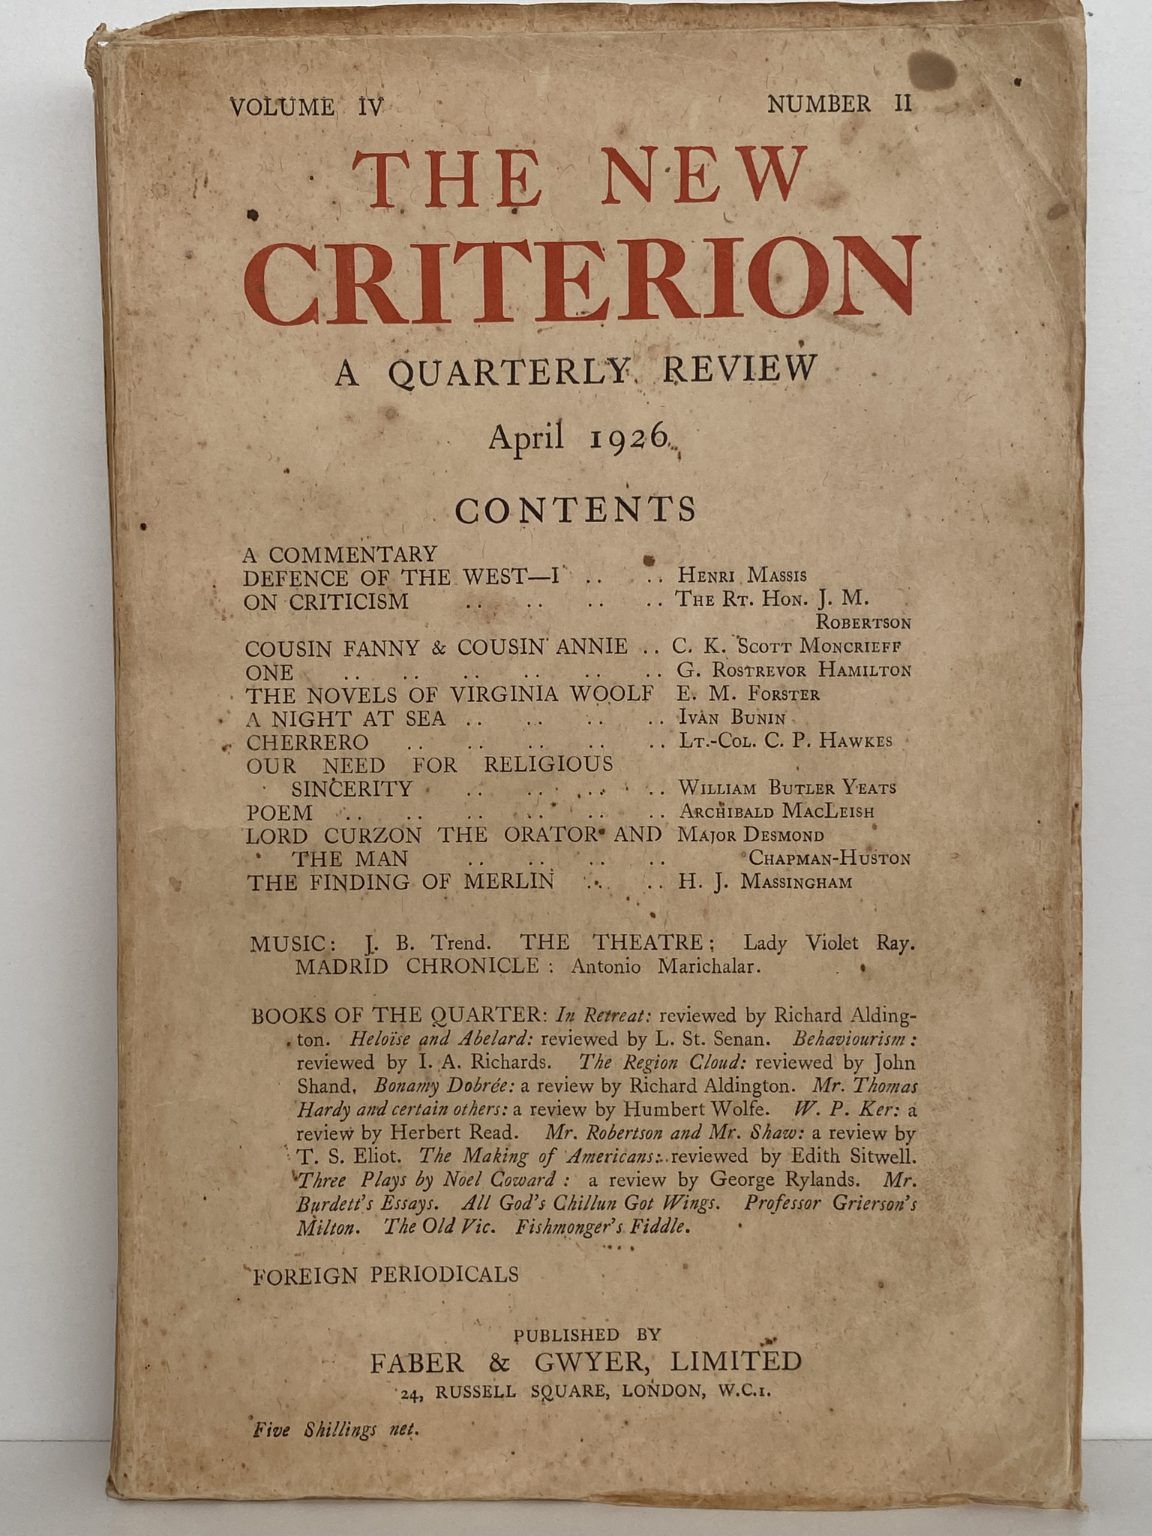 VOLUME IV NUMBER II
THE NEW
CRITERION
A QUARTERLY REVIEW
April 1926
CONTENTS
A COMMENTARY
DEFENCE OF THE WEST—I .. .. HENRI MASSIS
ON CRITICISM .. .. .. .. THE RT. HON. J. M.
ROBERTSON
COUSIN FANNY & COUSIN ANNIE .. C. K. SCOTT MONCRIEFF
ONE .. .. .. .. .. .. G. ROSTREVOR HAMILTON
THE NOVELS OF VIRGINIA WOOLF E. M. FORSTER
A NIGHT AT SEA .. .. .. .. IVAN BUNIN
CHERRERO .. .. .. .. .. LT.-COL. C. P. HAWKES
OUR NEED FOR RELIGIOUS
SINCERITY .. .. .. .. WILLIAM BUTLER YEATS
POEM .. .. .. .. .. .. ARCHIBALD MACLEISH
LORD CURZON THE ORATOR AND MAJOR DESMOND
THE MAN .. .. .. .. CHAPMAN-HUSTON
THE FINDING OF MERLIN .. .. H. J. MASSINGHAM
MUSIC: J. B. Trend. THE THEATRE: Lady Violet Ray.
MADRID CHRONICLE: Antonio Marichalar.
BOOKS OF THE QUARTER: In Retreat: reviewed by Richard Alding-
ton. Heloïse and Abelard: reviewed by L. St. Senan. Behaviourism:
reviewed by I. A. Richards. The Region Cloud: reviewed by John
Shand. Bonamy Dobrée: a review by Richard Aldington. Mr. Thomas
Hardy and certain others: a review by Humbert Wolfe. W. P. Ker: a
review by Herbert Read. Mr. Robertson and Mr. Shaw: a review by
T. S. Eliot. The Making of Americans: reviewed by Edith Sitwell.
Three Plays by Noel Coward: a review by George Rylands. Mr.
Burdett's Essays. All God's Chillun Got Wings. Professor Grierson's
Milton. The Old Vic. Fishmonger's Fiddle.
FOREIGN PERIODICALS
PUBLISHED BY
FABER & GWYER, LIMITED
24, RUSSELL SQUARE, LONDON, W.C.1.
Five Shillings net.